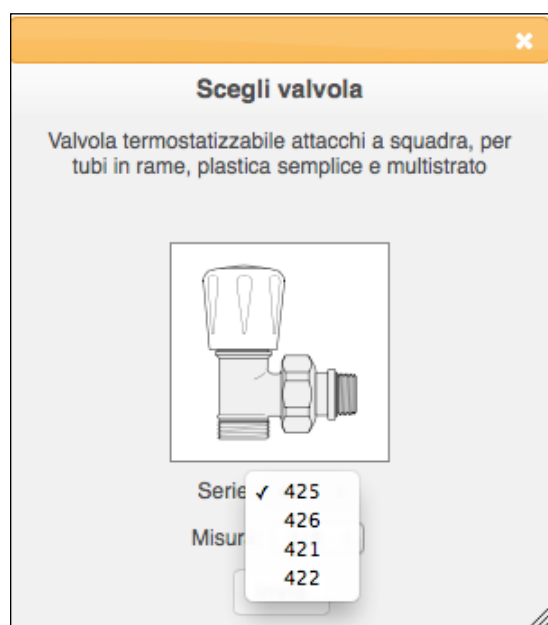 Scegli valvola
Valvola termostatizzabile attacchi a squadra, per
tubi in rame, plastica semplice e multistrato
Serie ✓ 425
426
421
Misur
422